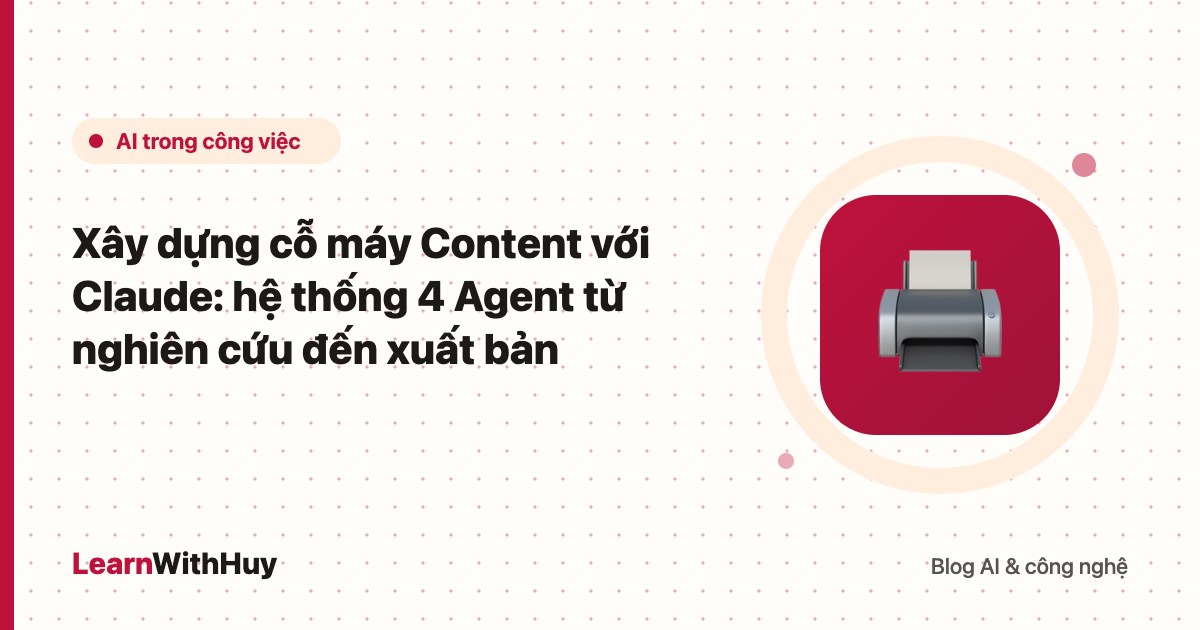 AI trong công việc
Xây dựng cỗ máy Content với
Claude: hệ thống 4 Agent từ
nghiên cứu đến xuất bản
LearnWithHuy
Blog AI & công nghệ